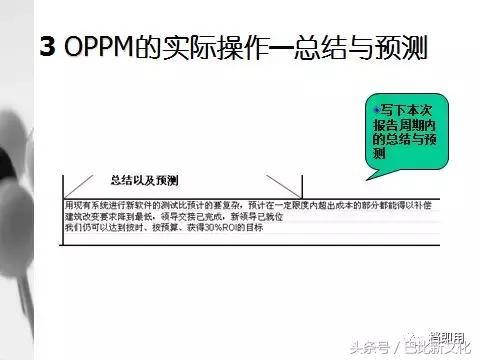 3 OPPM的实际操作—总结与预测
写下本次
报告周期内
的总结与预
测
总结以及预测
用现有系统进行新软件的测试比预计的要复杂，预计在一定限度内超出成本的部分都能得以补偿
建筑改变要求降到最低，领导交接已完成，新领导已就位
我们仍可以达到按时、按预算、获得30%ROI的目标
档即用
头条号／巴比新文化